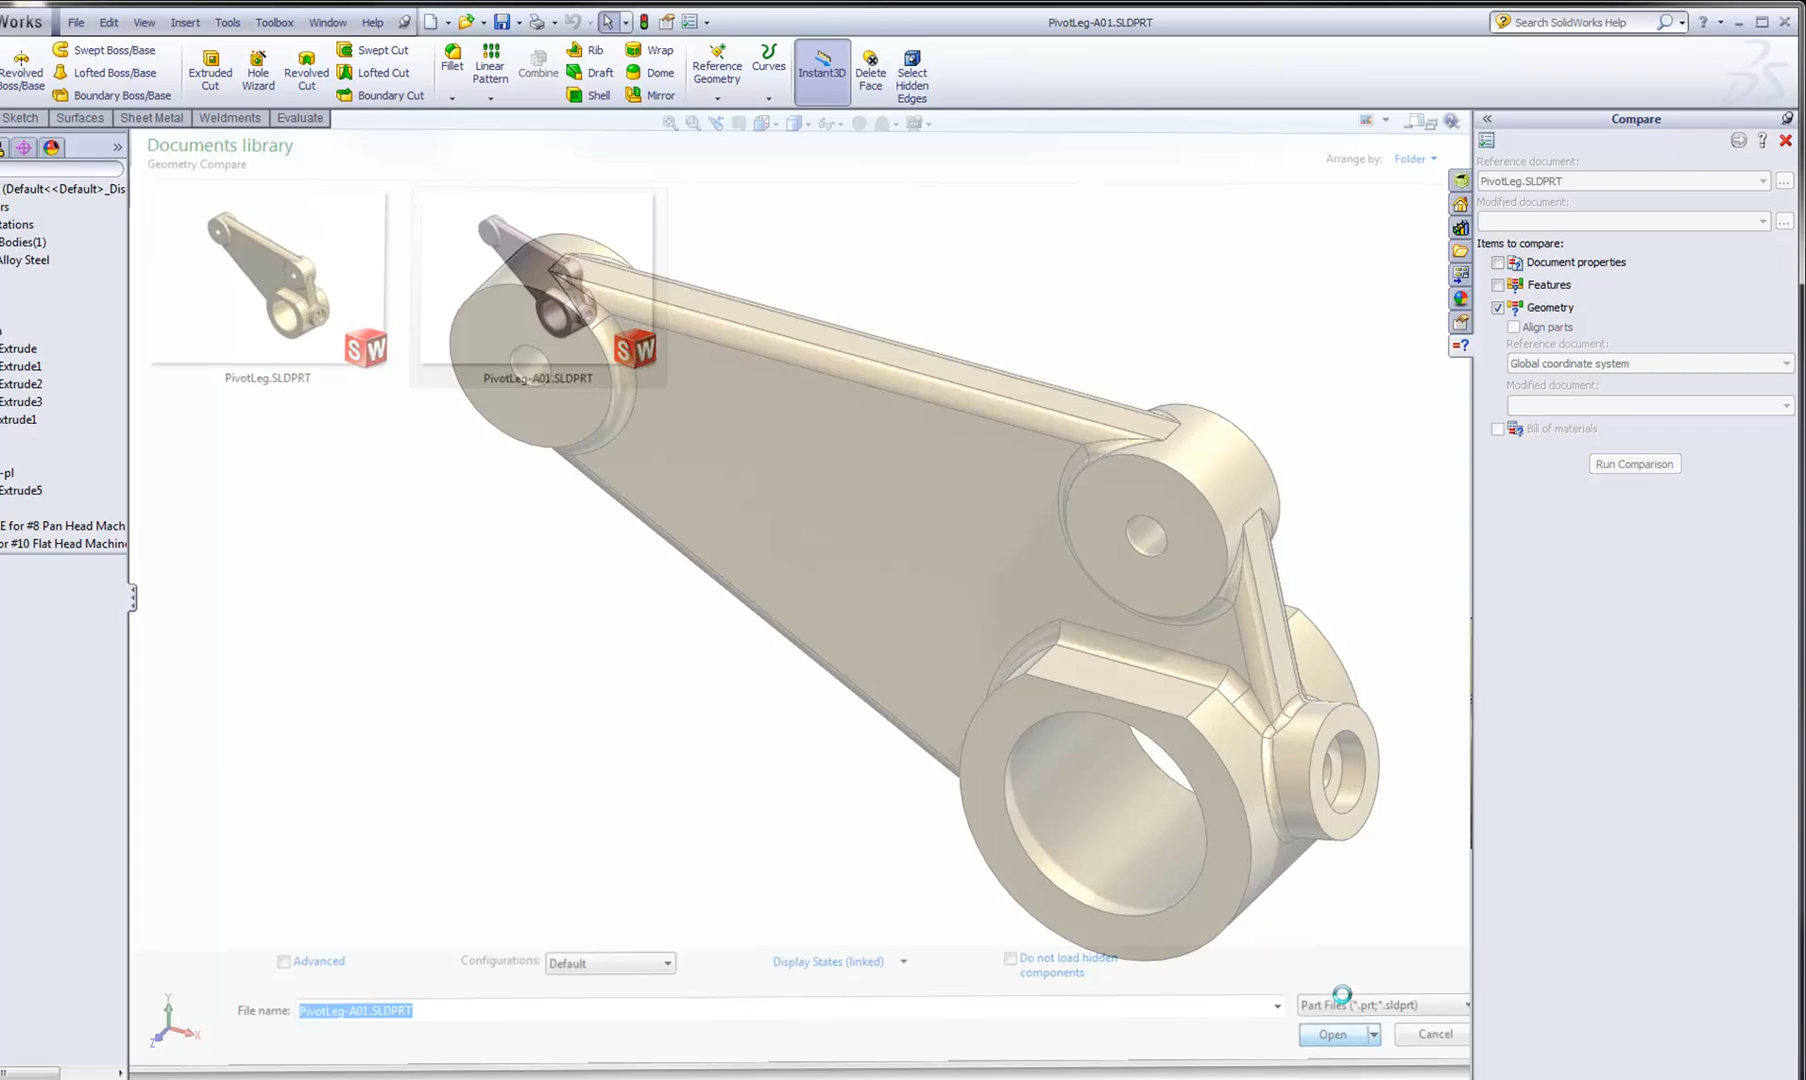 Works File Edit View Insert Tools Toolbox Window Help PivotLeg-A01.SLDPRT Search SolidWorks Help ?
Revolved Boss/Base
Swept Boss/Base
Lofted Boss/Base
Boundary Boss/Base
Extruded Cut
Hole Wizard
Revolved Cut
Swept Cut
Lofted Cut
Boundary Cut
Fillet
Linear Pattern
Combine
Rib
Draft
Shell
Wrap
Dome
Mirror
Reference Geometry
Curves
Instant3D
Delete Face
Select Hidden Edges
Sketch Surfaces Sheet Metal Weldments Evaluate
(Default<<Default>_Dis
rs
tations
Bodies(1)
Alloy Steel
n
Extrude
Extrude1
Extrude2
Extrude3
xtrude1
-pl
Extrude5
E for #8 Pan Head Mach
or #10 Flat Head Machine
Documents library
Geometry Compare
Arrange by: Folder
SW
SW
PivotLeg.SLDPRT
PivotLeg-A01.SLDPRT
Advanced
Configurations: Default
Display States (linked)
Do not load hidden
components
File name: PivotLeg-A01.SLDPRT
Part Files (*.prt;*.sldprt)
Open Cancel
Y
X
Z
Compare
?
Reference document:
PivotLeg.SLDPRT ...
Modified document:
...
Items to compare:
Document properties
Features
Geometry
Align parts
Reference document:
Global coordinate system
Modified document:
Bill of materials
Run Comparison